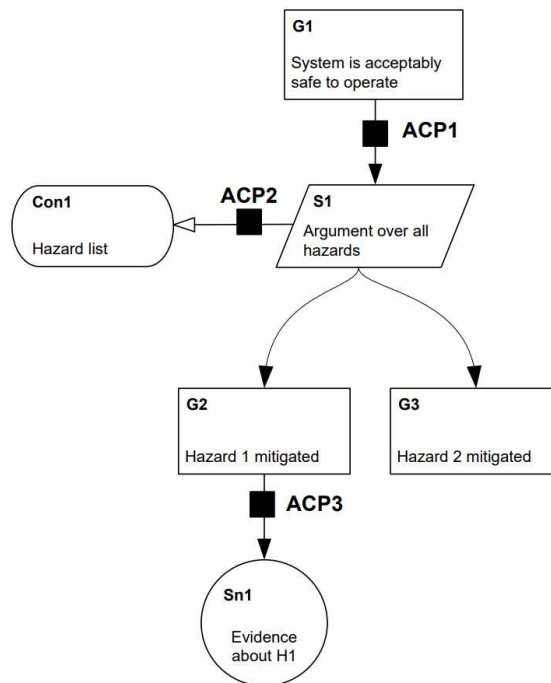 G1
System is acceptably
safe to operate
ACP1
ACP2
Con1
Hazard list
S1
Argument over all
hazards
G2
Hazard 1 mitigated
G3
Hazard 2 mitigated
ACP3
Sn1
Evidence
about H1